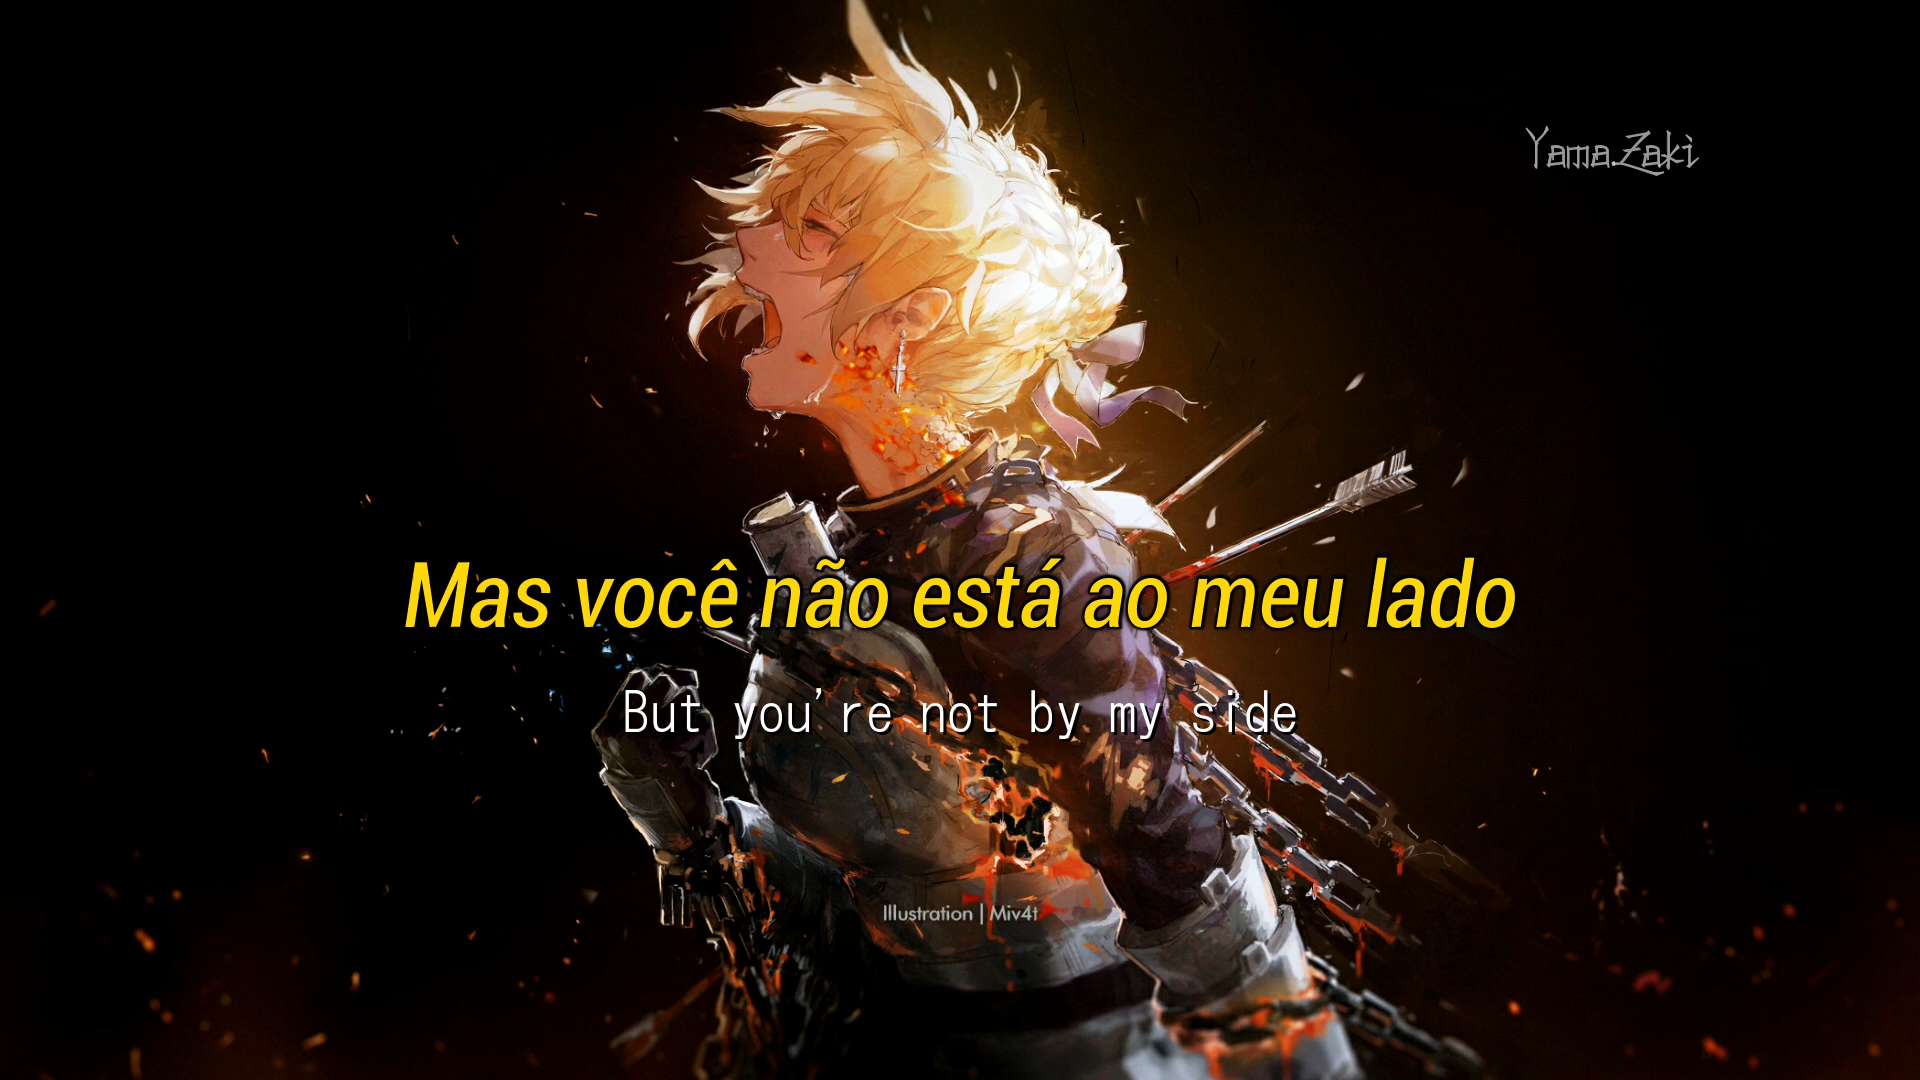 Yama.Zaki
Mas você não está ao meu lado
But you're not by my side
Illustration | Miv4t